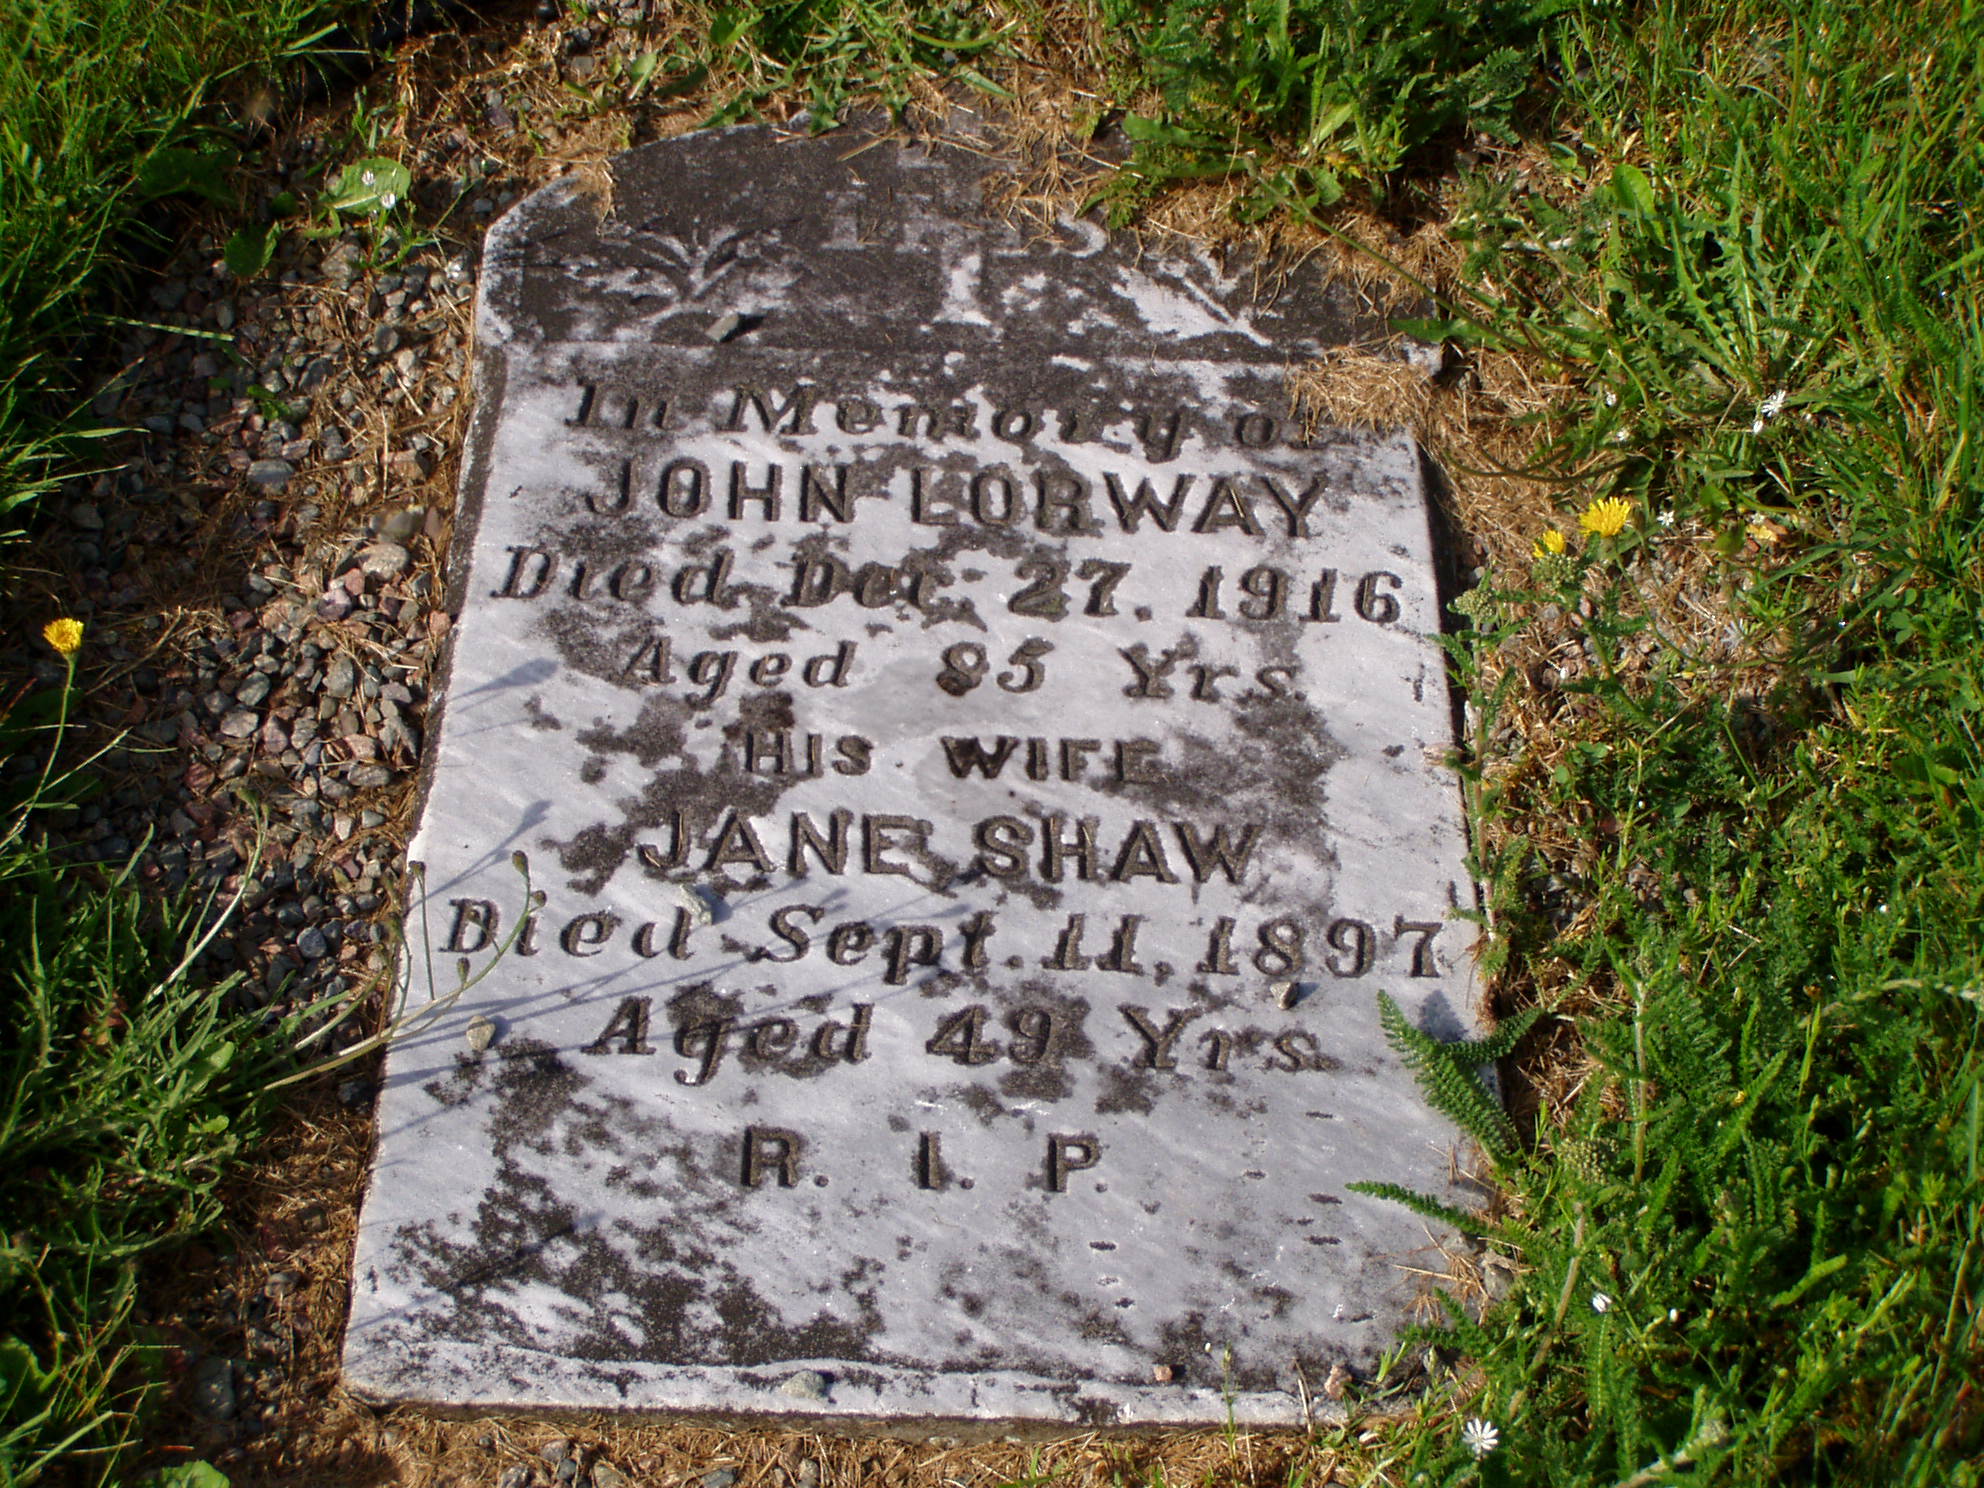 IHS
In Memory of
JOHN LORWAY
Died Dec. 27, 1916
Aged 85 Yrs.
HIS WIFE
JANE SHAW
Died Sept. 11, 1897
Aged 49 Yrs.
R. I. P.